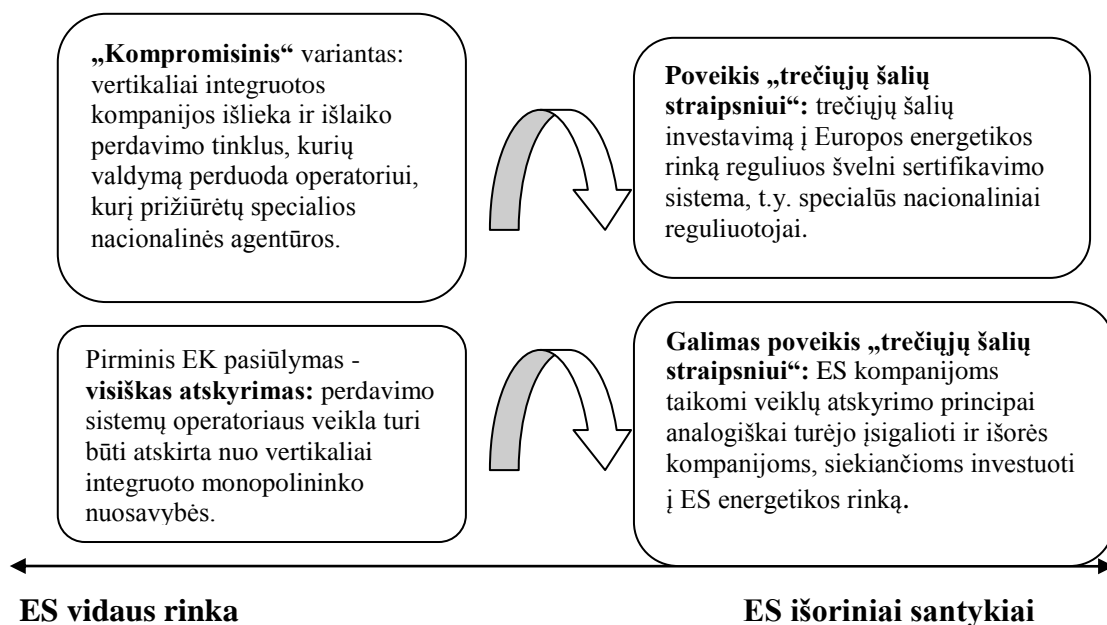 „Kompromisinis“ variantas:
vertikaliai integruotos
kompanijos išlieka ir išlaiko
perdavimo tinklus, kurių
valdymą perduoda operatoriui,
kurį prižiūrėtų specialios
nacionalinės agentūros.
Poveikis „trečiųjų šalių
straipsniui“: trečiųjų šalių
investavimą į Europos energetikos
rinką reguliuos švelni sertifikavimo
sistema, t.y. specialūs nacionaliniai
reguliuotojai.
Pirminis EK pasiūlymas -
visiškas atskyrimas: perdavimo
sistemų operatoriaus veikla turi
būti atskirta nuo vertikaliai
integruoto monopolininko
nuosavybės.
Galimas poveikis „trečiųjų šalių
straipsniui“: ES kompanijoms
taikomi veiklų atskyrimo principai
analogiškai turėjo įsigalioti ir išorės
kompanijoms, siekiančioms investuoti
į ES energetikos rinką.
ES vidaus rinka
ES išoriniai santykiai